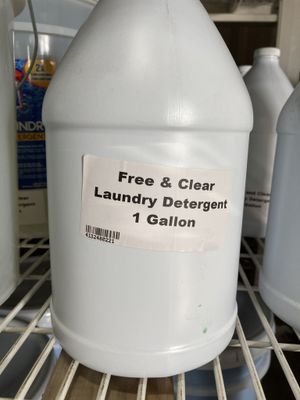 Free & Clear
Laundry Detergent
1 Gallon